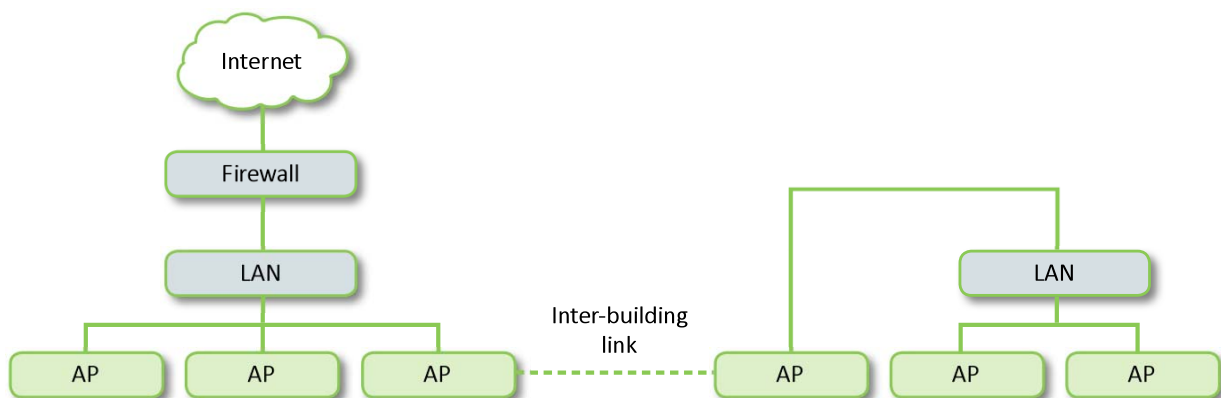 Internet
Firewall
LAN
LAN
Inter-building
link
AP
AP
AP
AP
AP
AP